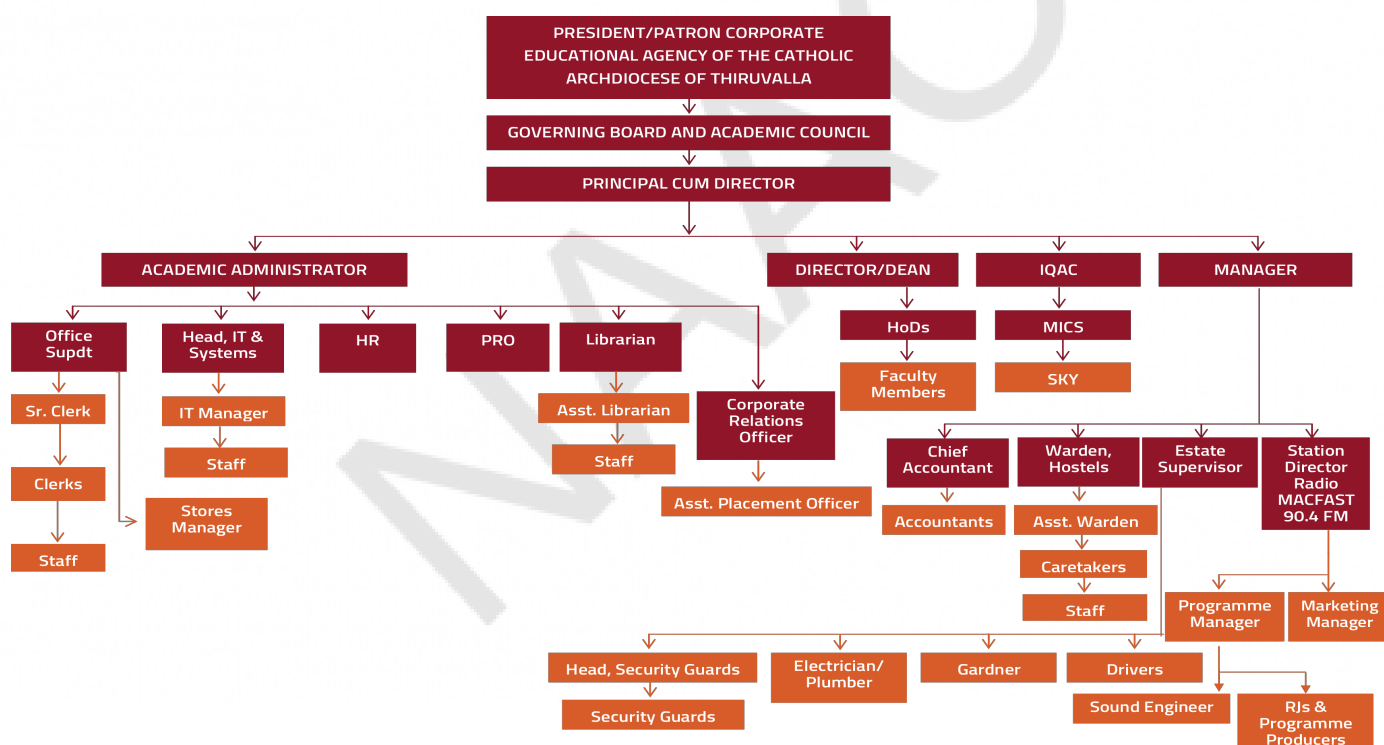 PRESIDENT/PATRON CORPORATE
EDUCATIONAL AGENCY OF THE CATHOLIC
ARCHDIOCESE OF THIRUVALLA
GOVERNING BOARD AND ACADEMIC COUNCIL
PRINCIPAL CUM DIRECTOR
ACADEMIC ADMINISTRATOR
DIRECTOR/DEAN
IQAC
MANAGER
Office
Supdt
Head, IT &
Systems
HR
PRO
Librarian
HoDs
MICS
Faculty
Members
SKY
Sr. Clerk
IT Manager
Asst. Librarian
Corporate
Relations
Officer
Staff
Staff
Clerks
Stores
Manager
Staff
Asst. Placement Officer
Chief
Accountant
Warden,
Hostels
Estate
Supervisor
Station
Director
Radio
MACFAST
90.4 FM
Accountants
Asst. Warden
Caretakers
Staff
Programme
Manager
Marketing
Manager
Head, Security Guards
Electrician/
Plumber
Gardner
Drivers
Security Guards
Sound Engineer
RJs &
Programme
Producers
NAAC